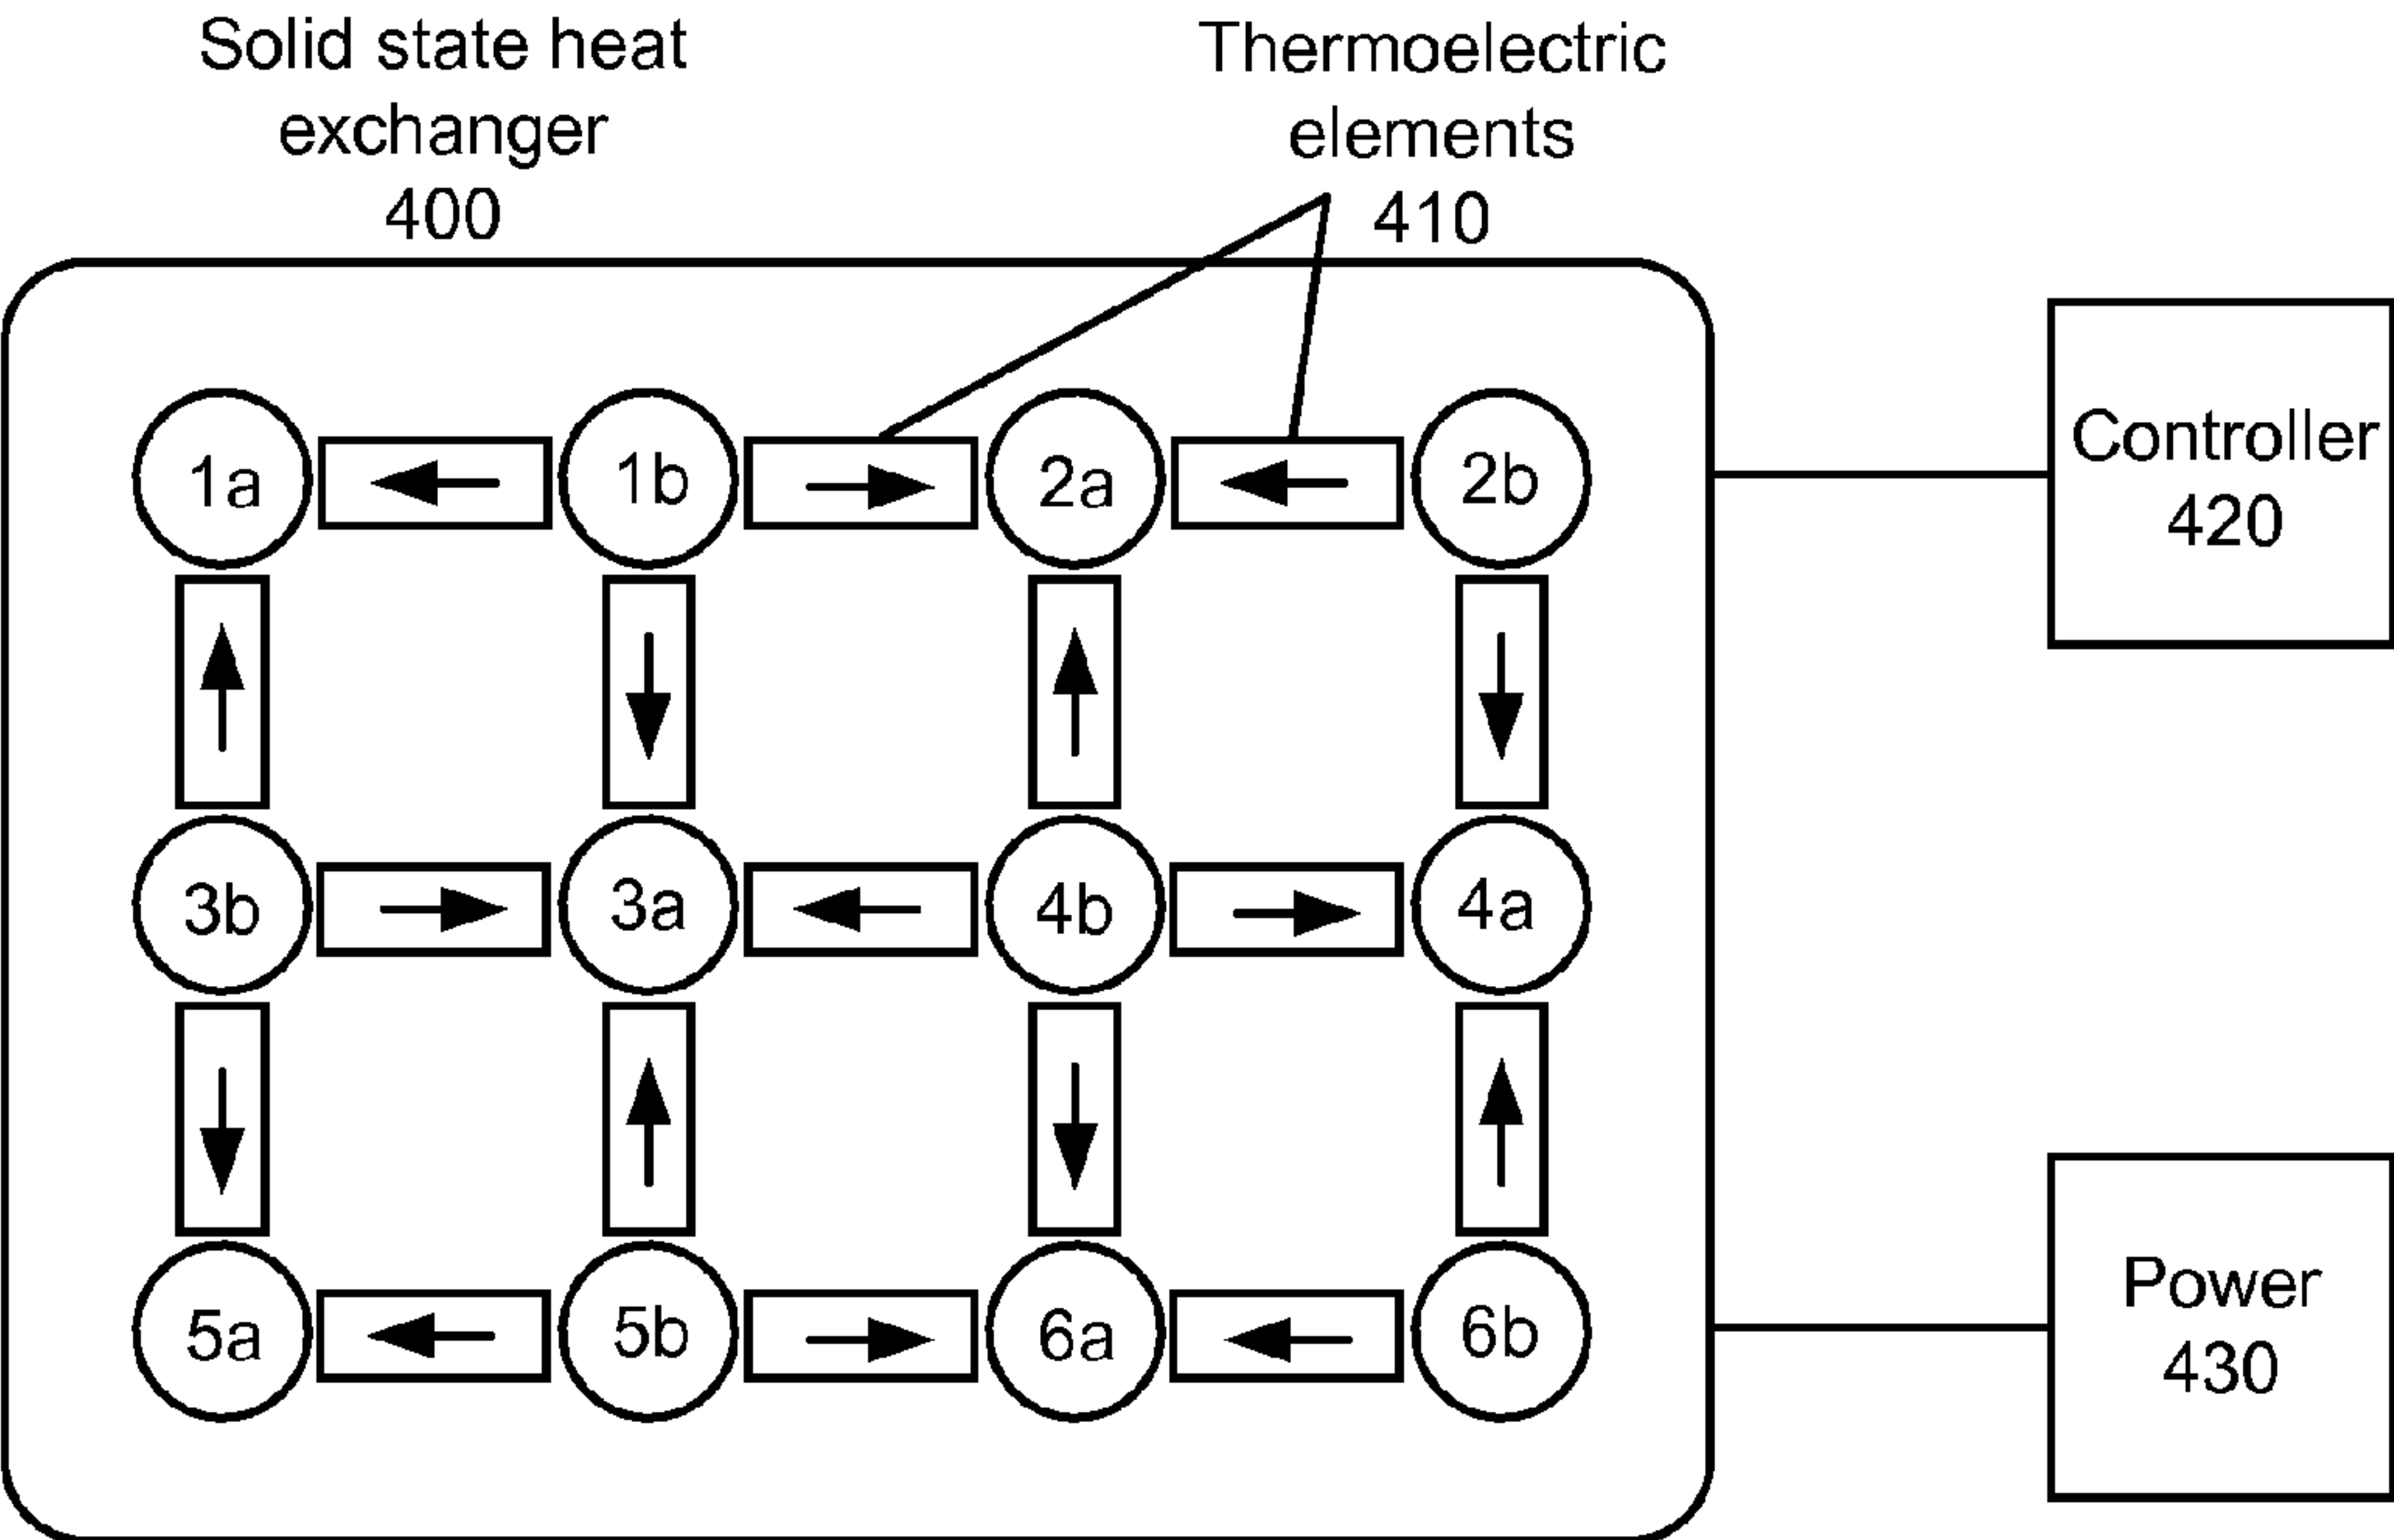 Solid state heat
exchanger
400
Thermoelectric
elements
410
Controller
420
1a
1b
2a
2b
3b
3a
4b
4a
5a
5b
6a
6b
Power
430